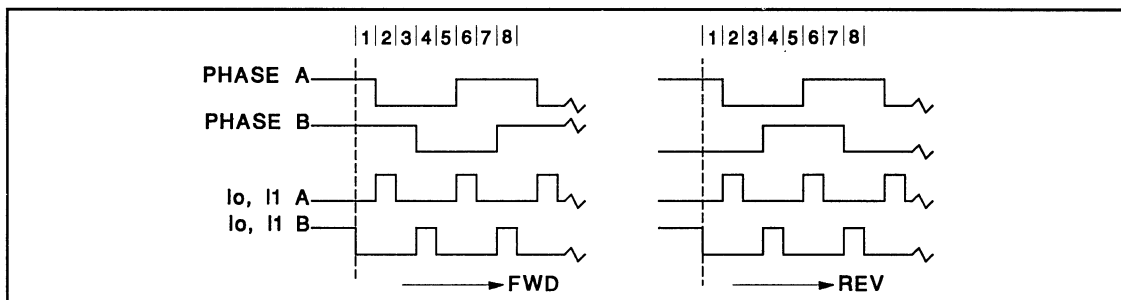 |1|2|3|4|5|6|7|8| |1|2|3|4|5|6|7|8|
PHASE A
PHASE B
Io, I1 A
Io, I1 B
FWD REV